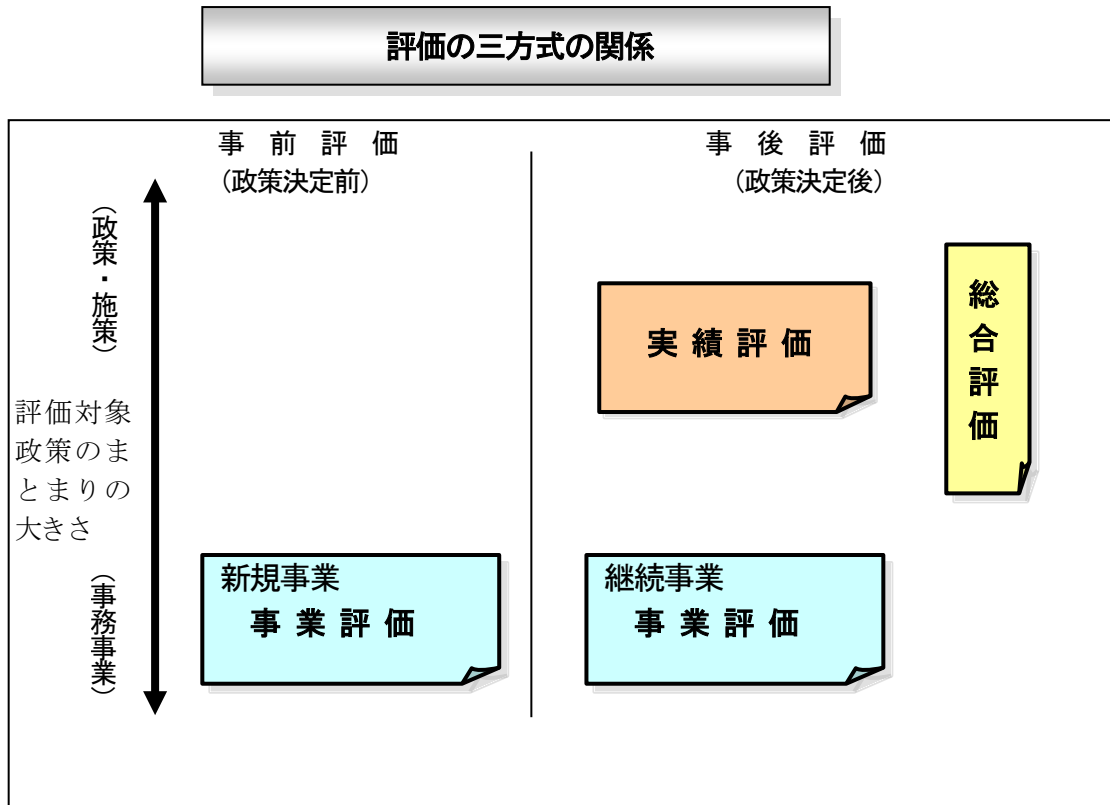 評価の三方式の関係
事前評価
(政策決定前)
事後評価
(政策決定後)
(政策・施策)
評価対象
政策のま
とまりの
大きさ
(事務事業)
実績評価
総合評価
新規事業
事業評価
継続事業
事業評価